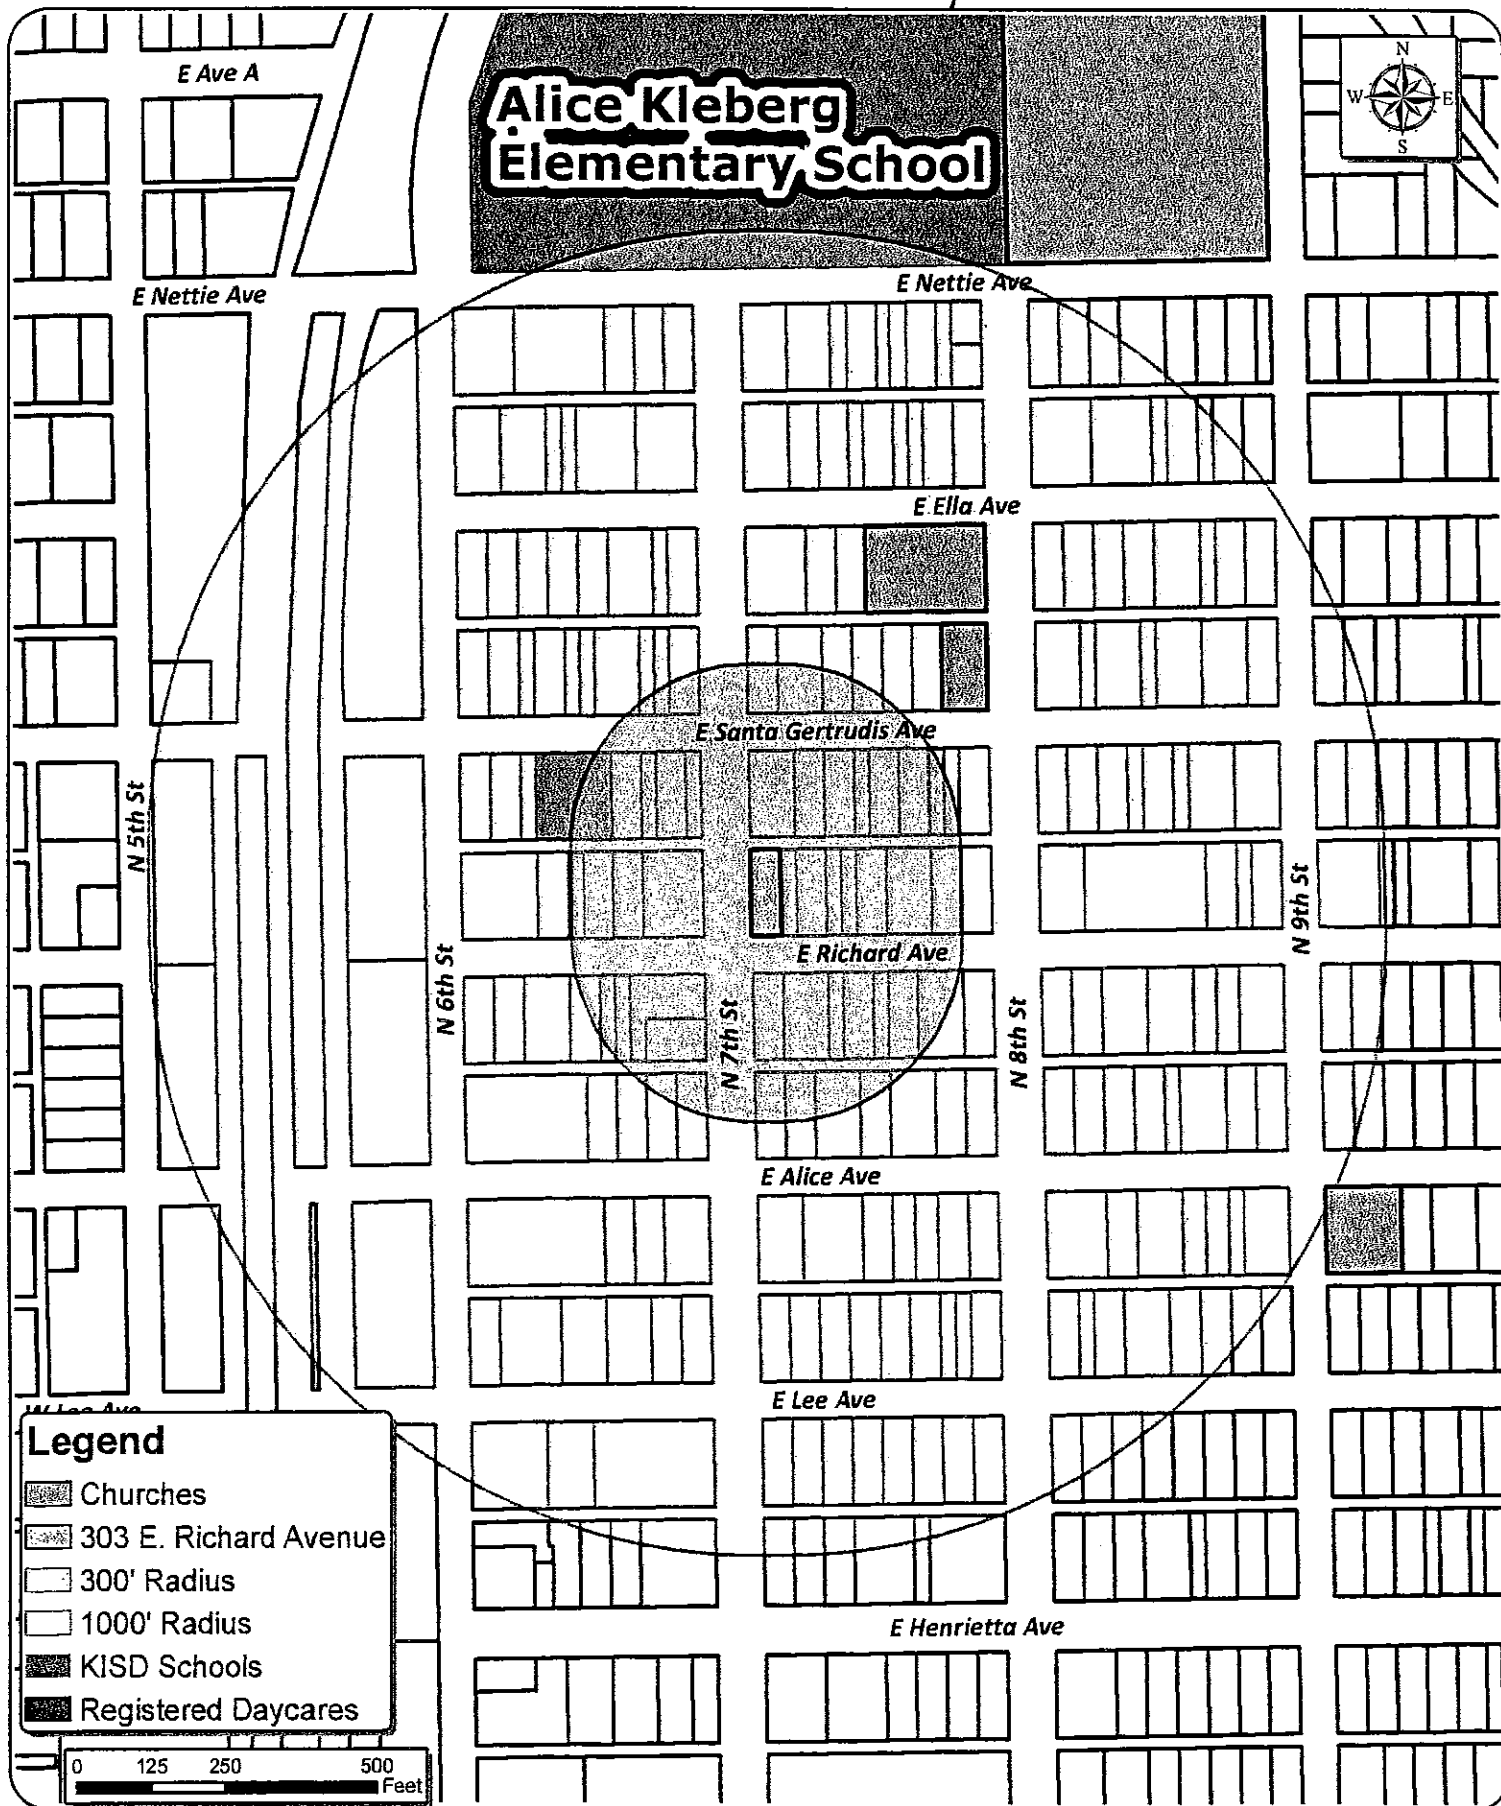 E Ave A
N
W
E
S
Alice Kleberg
Elementary School
E Nettie Ave
E Nettie Ave
E Ella Ave
E Santa Gertrudis Ave
N 5th St
N 9th St
N 6th St
E Richard Ave
N 7th St
N 8th St
E Alice Ave
E Lee Ave
W Lee Ave
Legend
Churches
303 E. Richard Avenue
300' Radius
1000' Radius
KISD Schools
Registered Daycares
E Henrietta Ave
0 125 250 500
Feet